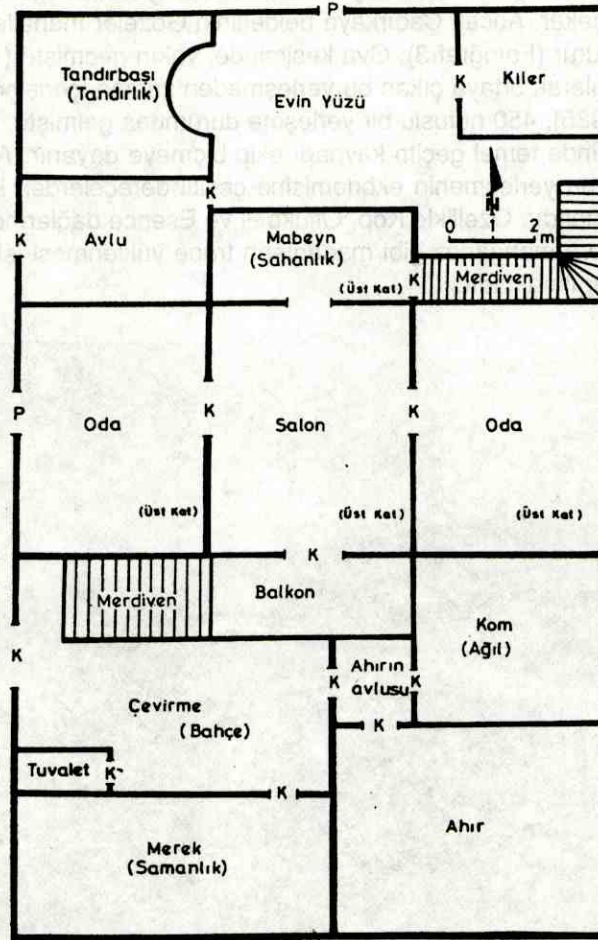 P
Tandırbaşı
(Tandırlık)
Evin Yüzü
K
Kiler
K
N
K
Avlu
Mabeyn
(Sahanlık)
0 2 m
K
Merdiven
(Üst Kat)
P
K
K
Oda
Salon
Oda
(Üst Kat)
(Üst Kat)
(Üst Kat)
K
Merdiven
Balkon
Kom
(Ağıl)
K
Ahırın
avlusu
K
K
Çevirme
(Bahçe)
K
Tuvalet
K
K
Ahır
Merek
(Samanlık)